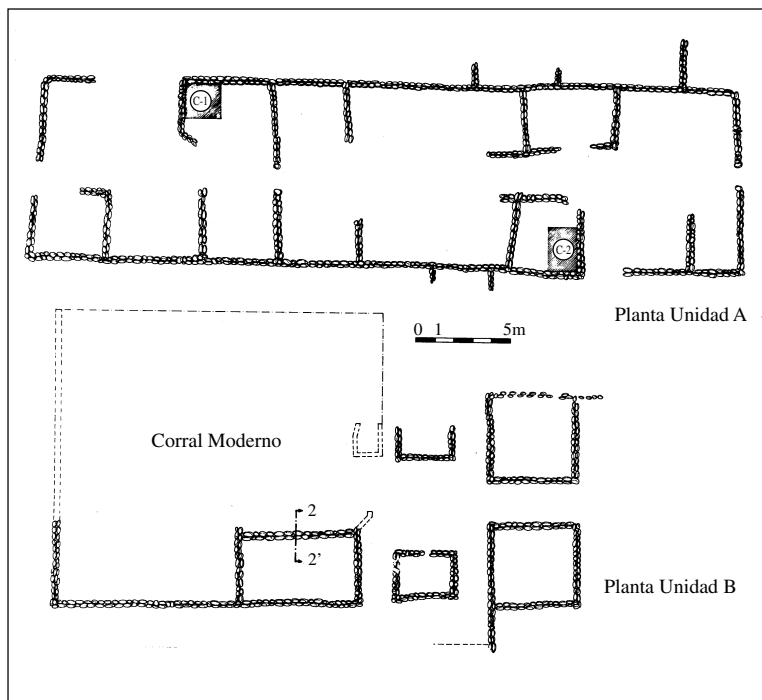 C-1
C-2
Planta Unidad A
0 1 5m
Corral Moderno
2
2'
Planta Unidad B